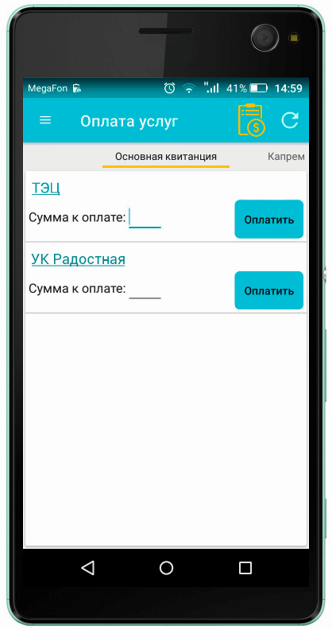 MegaFon 41% 14:59
Оплата услуг
Основная квитанция Капрем
ТЭЦ
Сумма к оплате: Оплатить
УК Радостная
Сумма к оплате: Оплатить